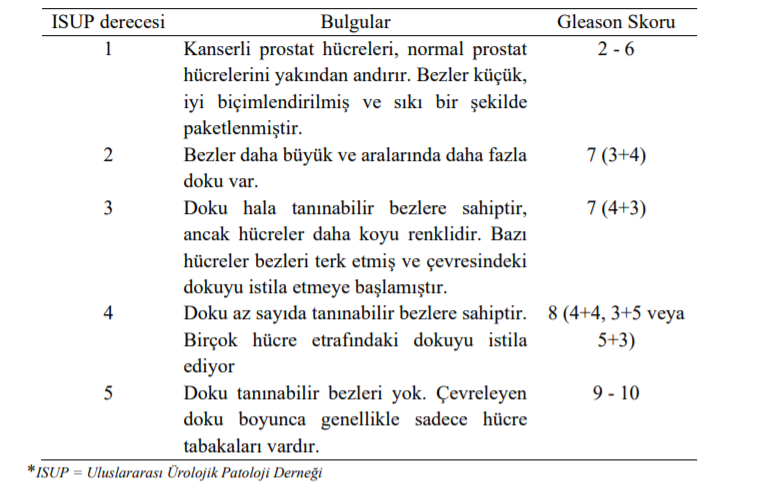 ISUP derecesi Bulgular Gleason Skoru
1 Kanserli prostat hücreleri, normal prostat 2 - 6
hücrelerini yakından andırır. Bezler küçük,
iyi biçimlendirilmiş ve sıkı bir şekilde
paketlenmiştir.
2 Bezler daha büyük ve aralarında daha fazla 7 (3+4)
doku var.
3 Doku hala tanınabilir bezlere sahiptir, 7 (4+3)
ancak hücreler daha koyu renklidir. Bazı
hücreler bezleri terk etmiş ve çevresindeki
dokuyu istila etmeye başlamıştır.
4 Doku az sayıda tanınabilir bezlere sahiptir. 8 (4+4, 3+5 veya
Birçok hücre etrafındaki dokuyu istila 5+3)
ediyor
5 Doku tanınabilir bezleri yok. Çevreleyen 9 - 10
doku boyunca genellikle sadece hücre
tabakaları vardır.
*ISUP = Uluslararası Ürolojik Patoloji Derneği